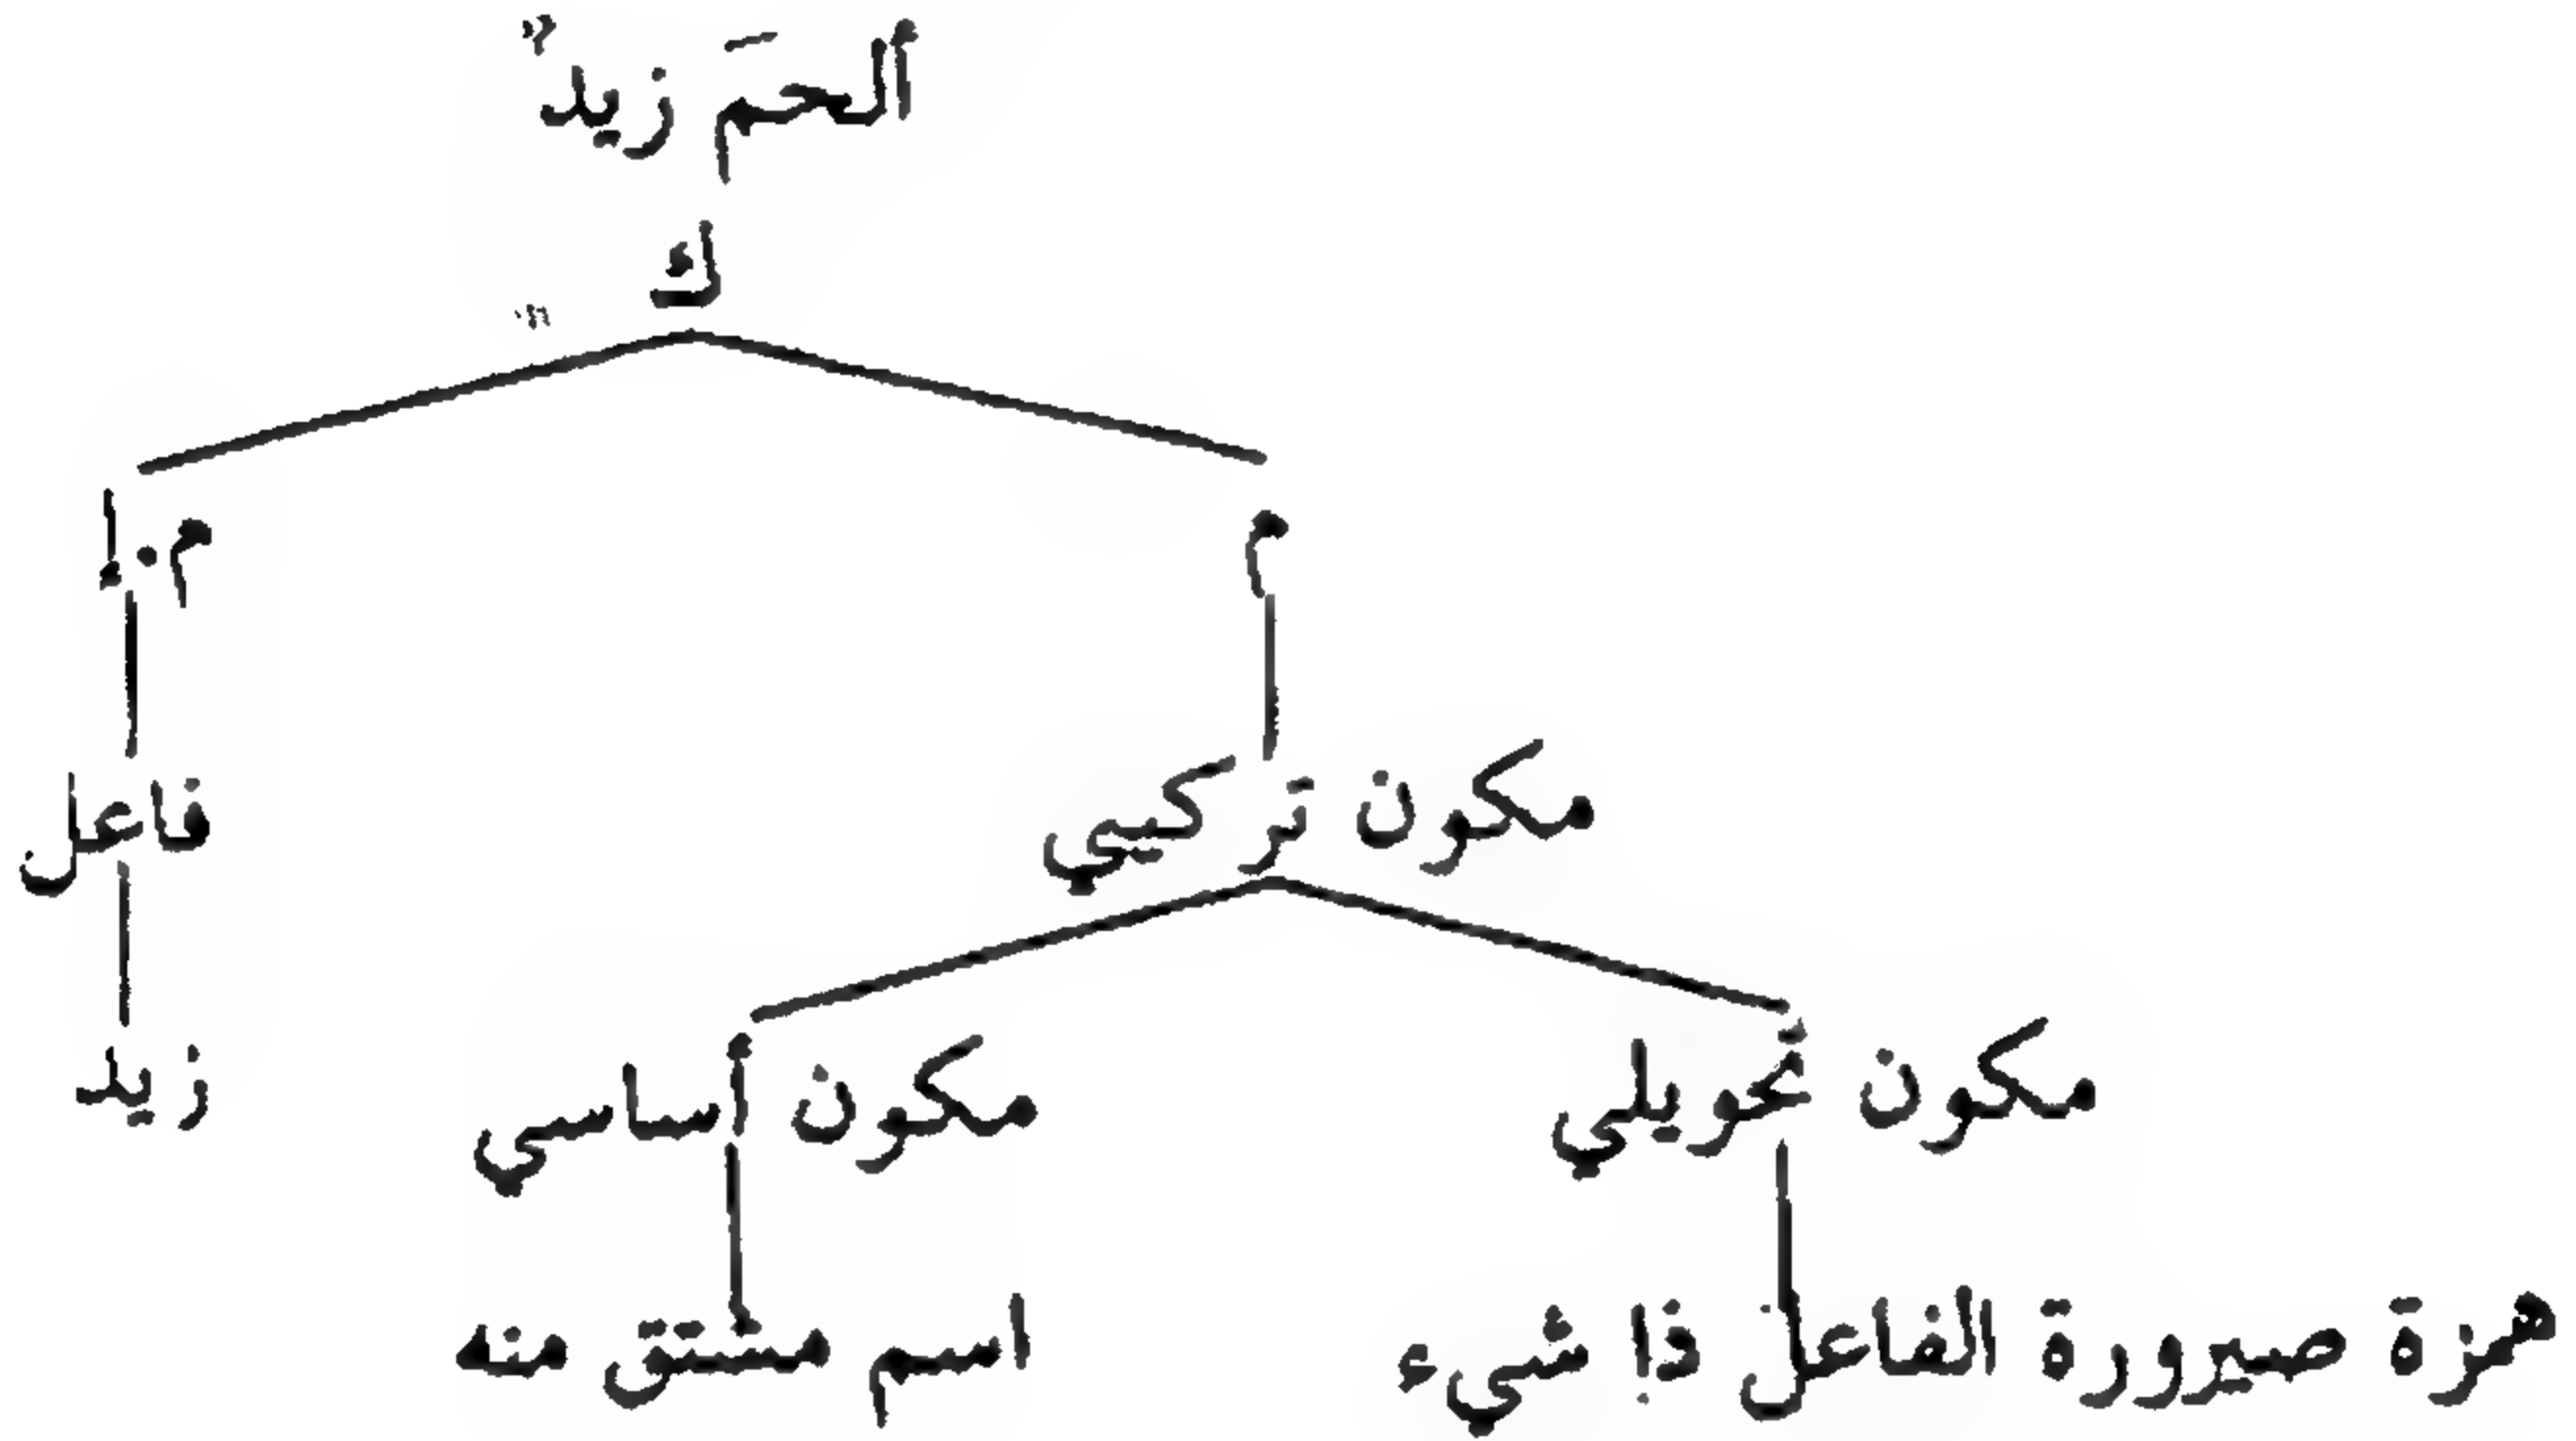 ألحمَ زيدٌ
ك
م م.إ
مكون تركيبي فاعل
مكون تحويلي مكون أساسي زيد
همزة صيرورة الفاعل ذا شيء اسم مشتق منه